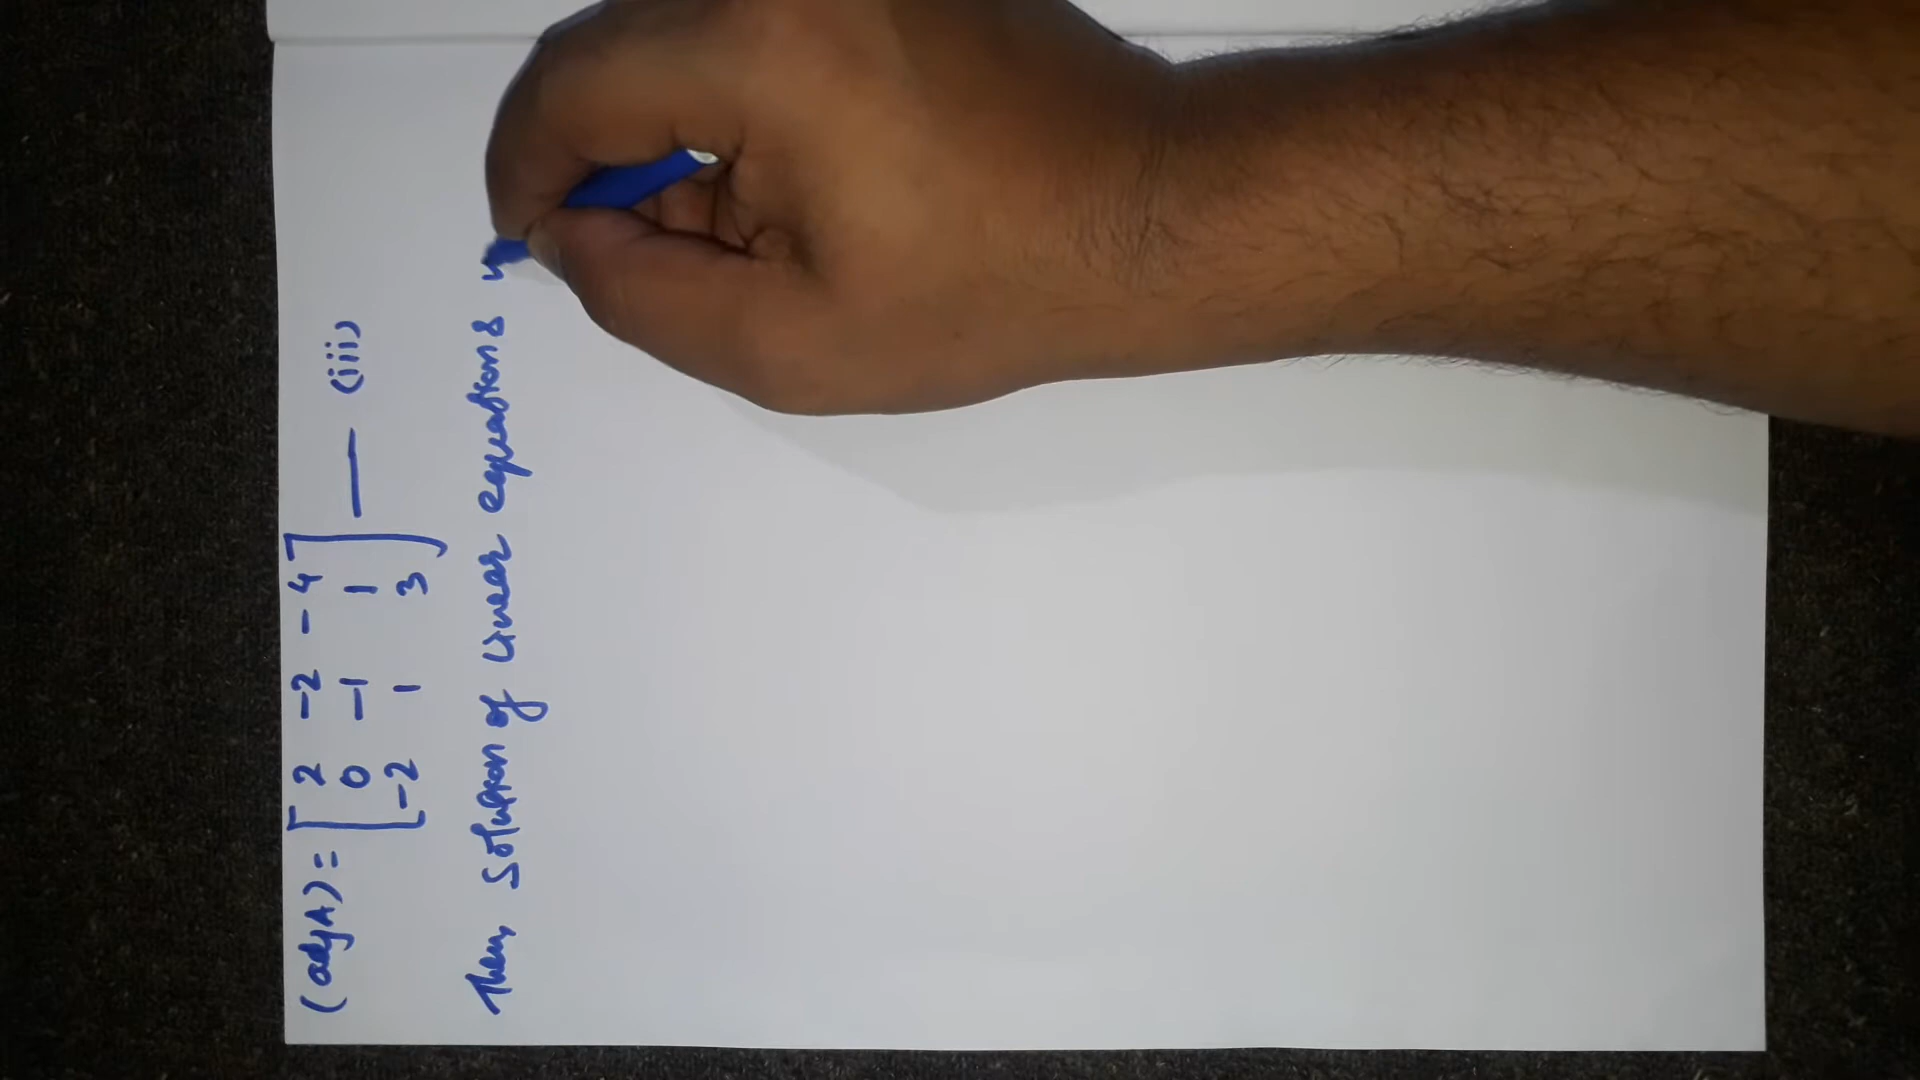 (adjA) = [ 2 -2 -4
0 -1 1
-2 1 3 ] — (iii)
Then, solution of linear equations